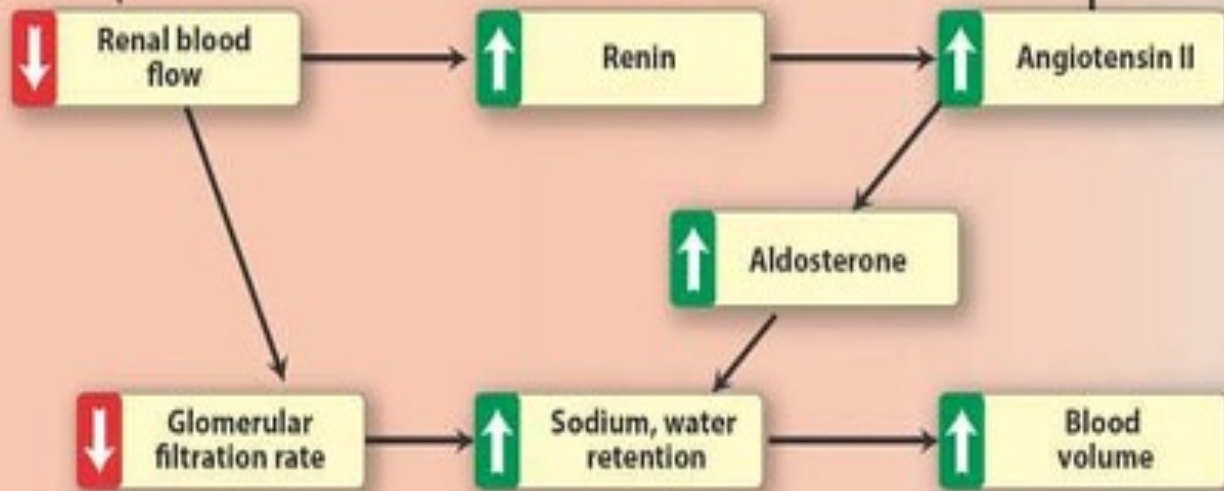 Renal blood
flow
Renin
Angiotensin II
Aldosterone
Glomerular
filtration rate
Sodium, water
retention
Blood
volume